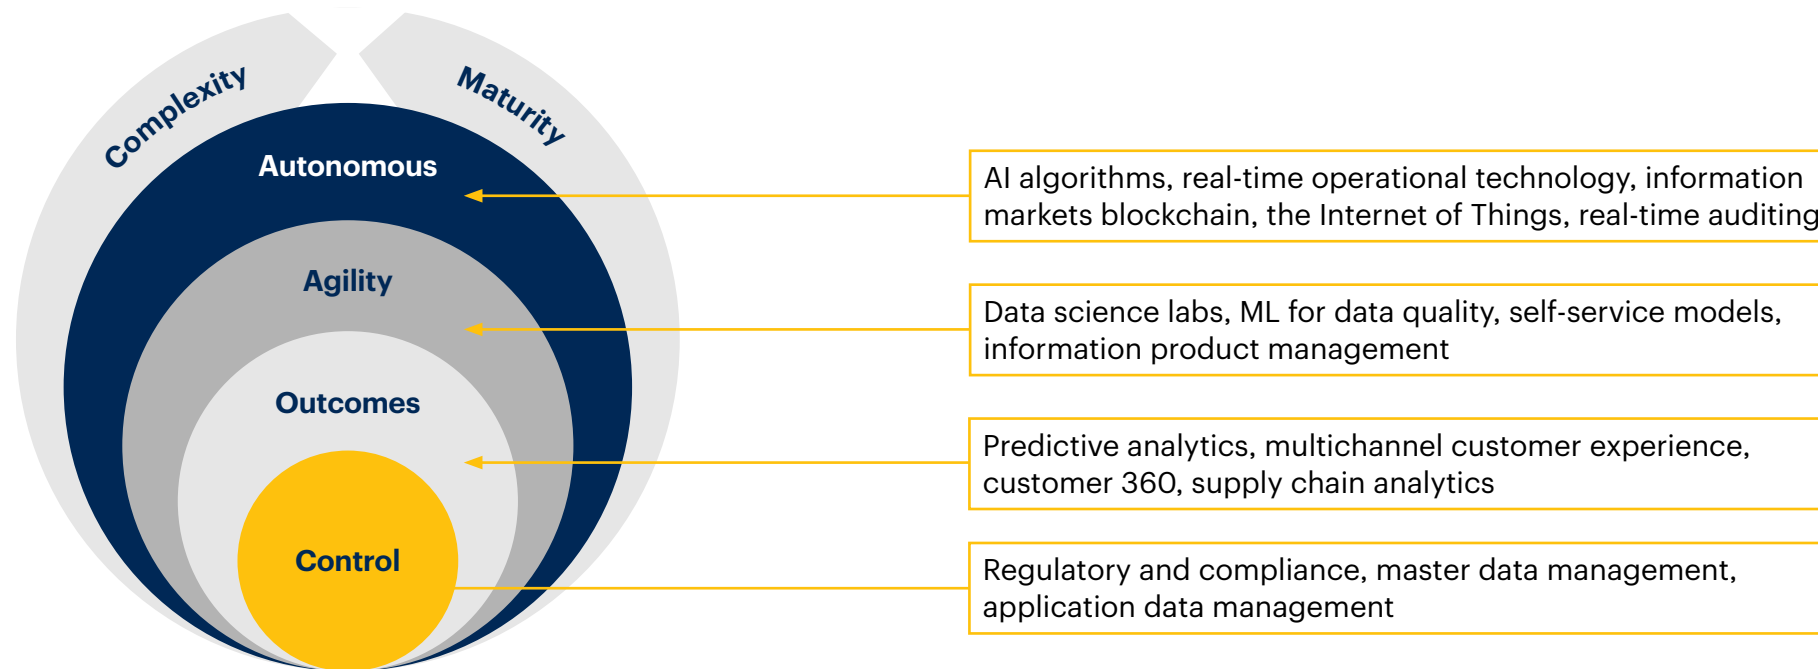 Complexity
Maturity
Autonomous
AI algorithms, real-time operational technology, information
markets blockchain, the Internet of Things, real-time auditing
Agility
Data science labs, ML for data quality, self-service models,
information product management
Outcomes
Predictive analytics, multichannel customer experience,
customer 360, supply chain analytics
Control
Regulatory and compliance, master data management,
application data management